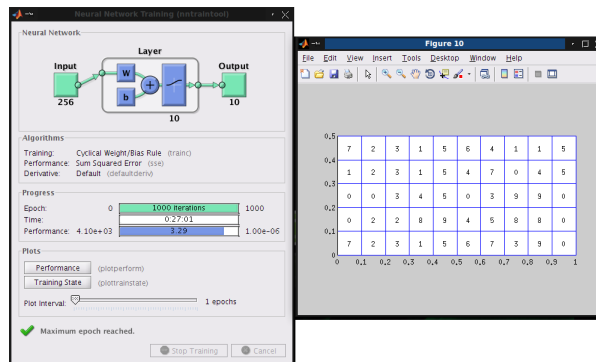 Neural Network Training (nntraintool)
Neural Network
Layer
Input
Output
W
b
+
256
10
10
Algorithms
Training: Cyclical Weight/Bias Rule (trainc)
Performance: Sum Squared Error (sse)
Derivative: Default (defaultderiv)
Progress
Epoch: 0 1000 iterations 1000
Time: 0:27:01
Performance: 4.10e+03 3.29 1.00e-06
Plots
Performance (plotperform)
Training State (plottrainstate)
Plot Interval: 1 epochs
Maximum epoch reached.
Stop Training Cancel
Figure 10
File Edit View Insert Tools Desktop Window Help
0.5
7 2 3 1 5 6 4 1 1 5
0.4
1 2 3 1 5 4 7 0 4 5
0.3
0 0 3 4 5 0 3 9 9 0
0.2
0 2 2 8 9 4 5 8 8 0
0.1
7 2 3 1 5 6 7 3 9 0
0
0 0.1 0.2 0.3 0.4 0.5 0.6 0.7 0.8 0.9 1